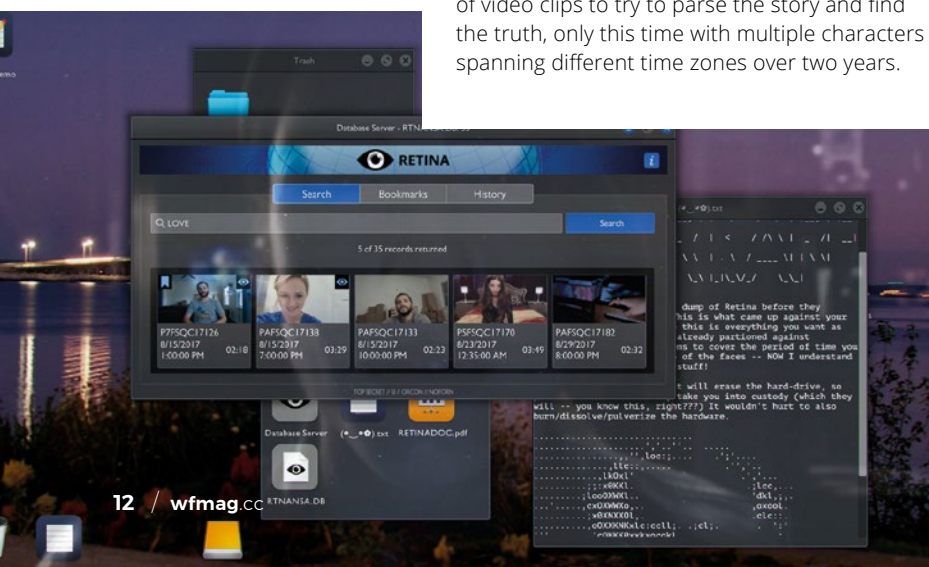 of video clips to try to parse the story and find
the truth, only this time with multiple characters
spanning different time zones over two years.
Trash
Database Server - 
RETINA
i
Search Bookmarks History
LOVE
Search
5 of 35 records returned
8/15/2017
1:00:00 PM
02:18
PAFSQC17138
8/15/2017
7:00:00 PM
03:29
PAFSQC17133
8/15/2017
10:00:00 PM
02:23
PSFSQC17170
8/23/2017
12:35:00 AM
03:49
PAFSQC17182
8/29/2017
8:00:00 PM
02:32
TOP SECRET // SI / ORCON // NOFORN
.txt
dump of Retina before they
his is what came up against your
this is everything you want as
already partioned against
ms to cover the period of time you
of the faces -- NOW I understand
stuff!
t will erase the hard-drive, so
take you into custody (which they
will -- you know this, right???) It wouldn't hurt to also
burn/dissolve/pulverize the hardware.
Database Server
.txt
RETINADOC.pdf
RTNANSA.DB
12 / wfmag.cc